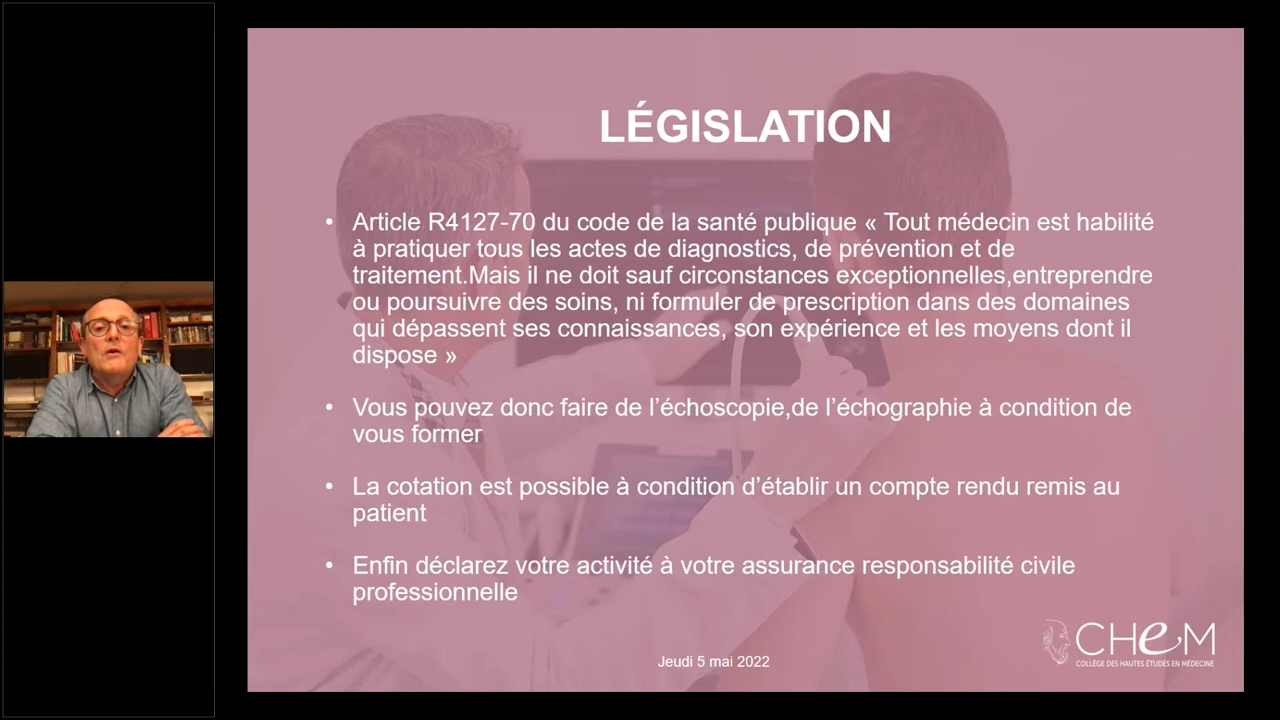 LÉGISLATION
• Article R4127-70 du code de la santé publique « Tout médecin est habilité
à pratiquer tous les actes de diagnostics, de prévention et de
traitement.Mais il ne doit sauf circonstances exceptionnelles,entreprendre
ou poursuivre des soins, ni formuler de prescription dans des domaines
qui dépassent ses connaissances, son expérience et les moyens dont il
dispose »
• Vous pouvez donc faire de l’échoscopie,de l’échographie à condition de
vous former
• La cotation est possible à condition d’établir un compte rendu remis au
patient
• Enfin déclarez votre activité à votre assurance responsabilité civile
professionnelle
Jeudi 5 mai 2022
CHeM
COLLÈGE DES HAUTES ÉTUDES EN MÉDECINE